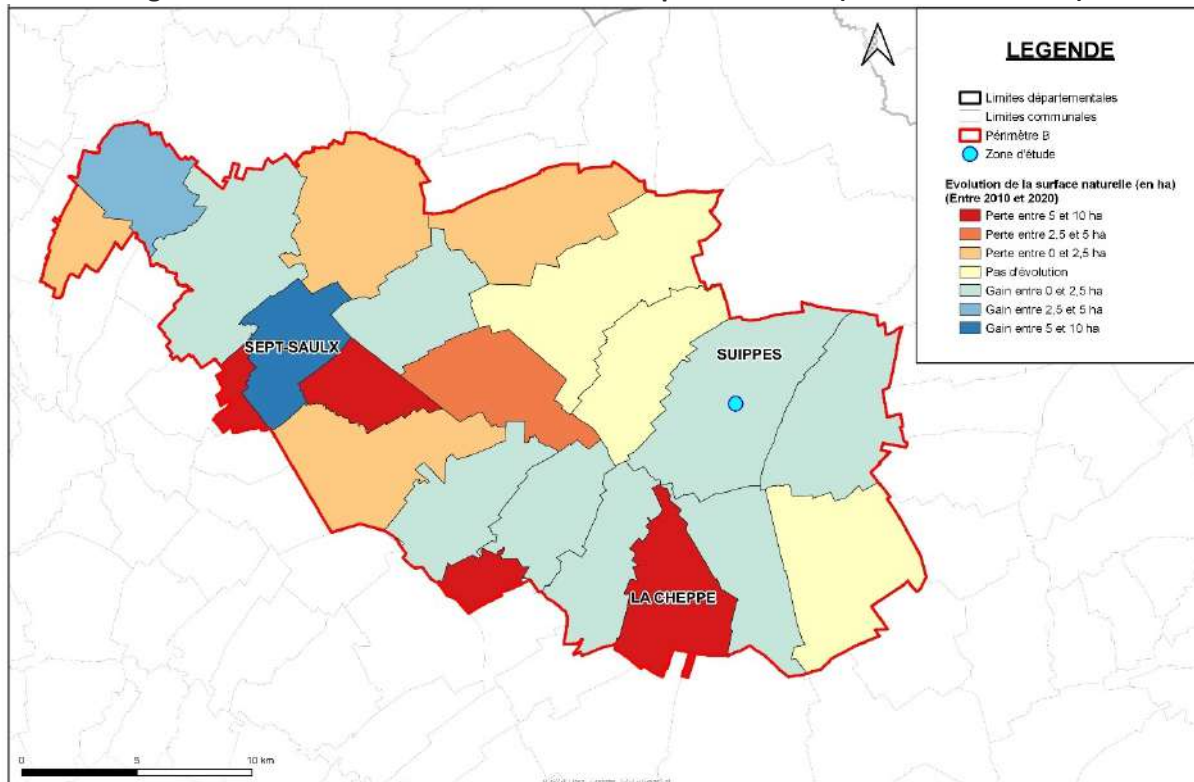 LEGENDE
Limites départementales
Limites communales
Périmètre B
Zone d'étude
Evolution de la surface naturelle (en ha)
(Entre 2010 et 2020)
Perte entre 5 et 10 ha
Perte entre 2,5 et 5 ha
Perte entre 0 et 2,5 ha
Pas d'évolution
Gain entre 0 et 2,5 ha
Gain entre 2,5 et 5 ha
Gain entre 5 et 10 ha
SEPT-SAULX
SUIPPES
LA CHEPPE
0 5 10 km